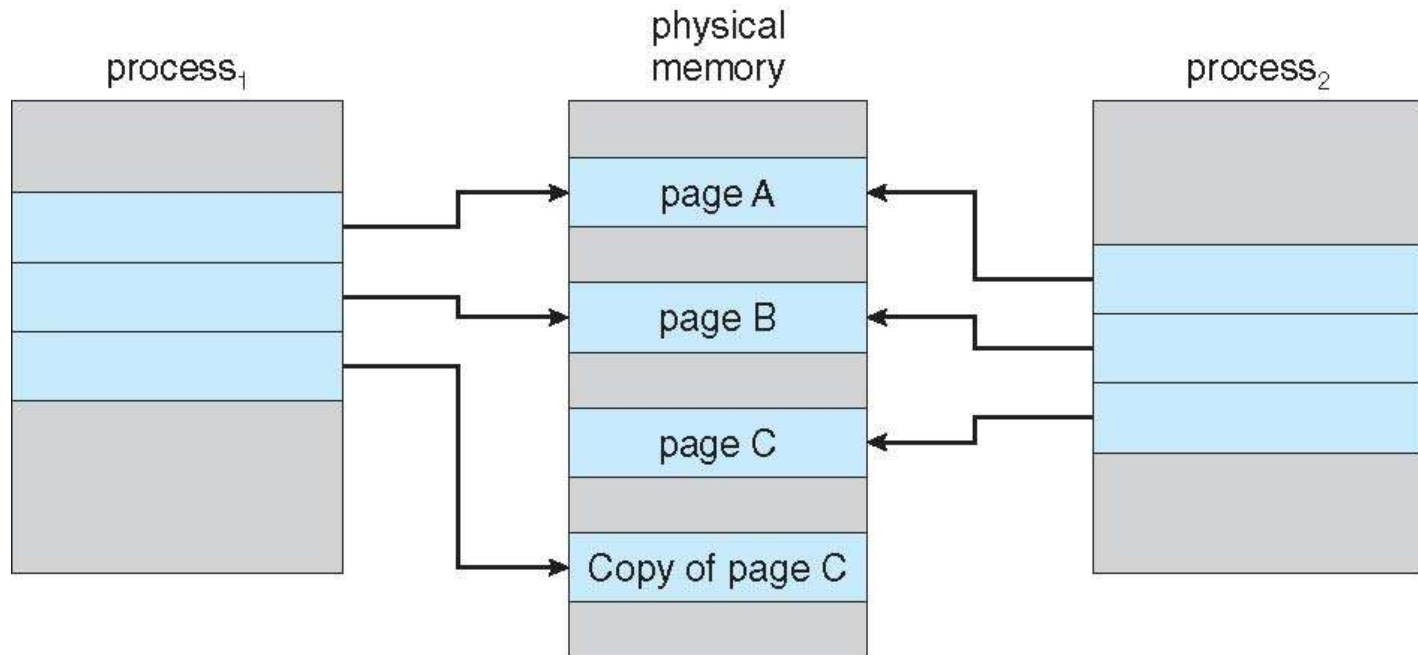 physical
memory
process₁
process₂
page A
page B
page C
Copy of page C